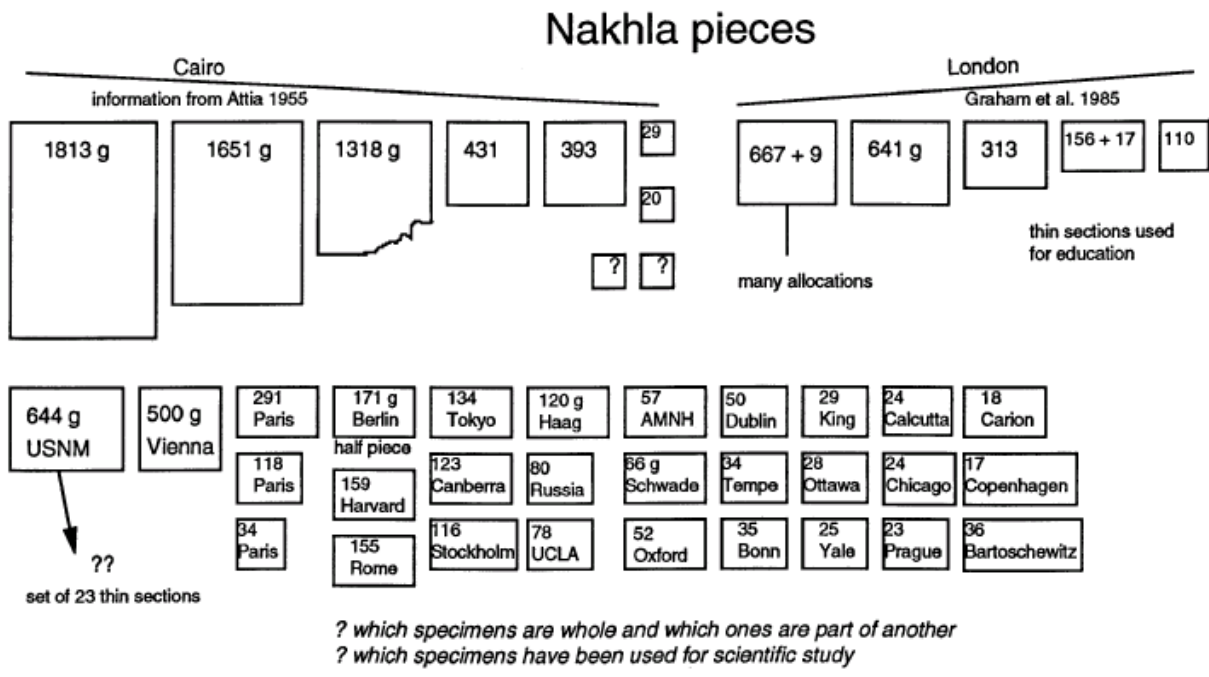 Nakhla pieces
Cairo
information from Attia 1955
1813 g
1651 g
1318 g
431
393
29
20
?
?
London
Graham et al. 1985
667 + 9
641 g
313
156 + 17
110
many allocations
thin sections used
for education
644 g
USNM
??
set of 23 thin sections
500 g
Vienna
291
Paris
118
Paris
34
Paris
171 g
Berlin
half piece
159
Harvard
155
Rome
134
Tokyo
123
Canberra
116
Stockholm
120 g
Haag
80
Russia
78
UCLA
57
AMNH
66 g
Schwade
52
Oxford
50
Dublin
34
Tempe
35
Bonn
29
King
28
Ottawa
25
Yale
24
Calcutta
24
Chicago
23
Prague
18
Carion
17
Copenhagen
36
Bartoschewitz
? which specimens are whole and which ones are part of another
? which specimens have been used for scientific study